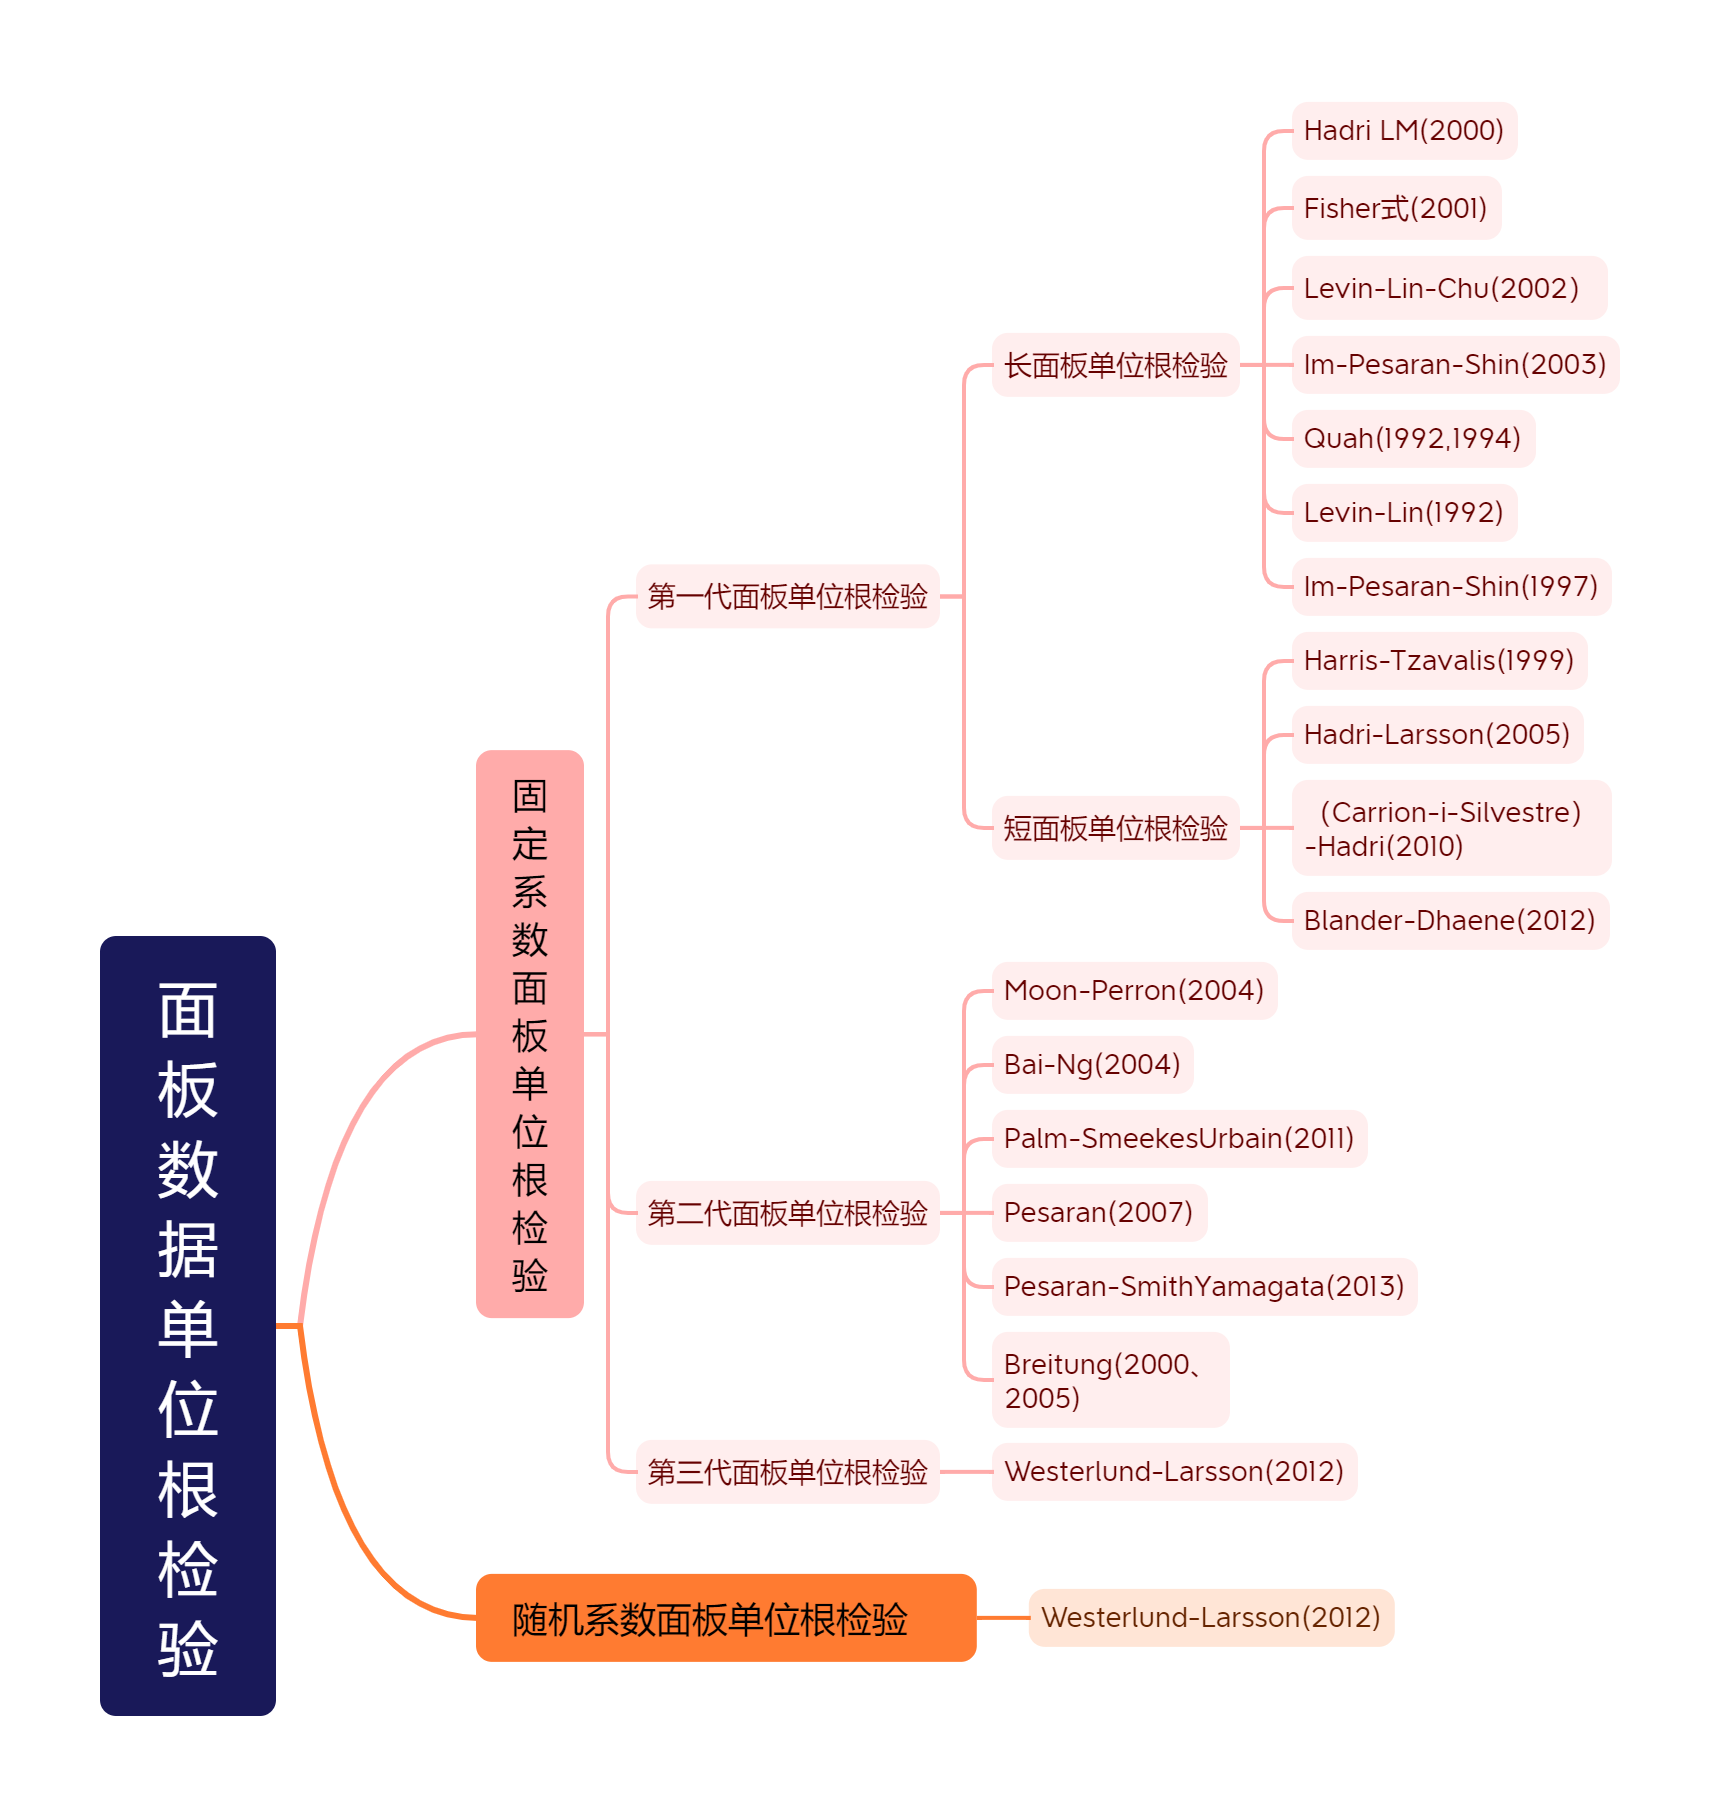 面板数据单位根检验
固定系数面板单位根检验
第一代面板单位根检验
长面板单位根检验
Hadri LM(2000)
Fisher式(2001)
Levin-Lin-Chu(2002)
Im-Pesaran-Shin(2003)
Quah(1992,1994)
Levin-Lin(1992)
Im-Pesaran-Shin(1997)
短面板单位根检验
Harris-Tzavalis(1999)
Hadri-Larsson(2005)
(Carrion-i-Silvestre)
-Hadri(2010)
Blander-Dhaene(2012)
第二代面板单位根检验
Moon-Perron(2004)
Bai-Ng(2004)
Palm-SmeekesUrbain(2011)
Pesaran(2007)
Pesaran-SmithYamagata(2013)
Breitung(2000、
2005)
第三代面板单位根检验
Westerlund-Larsson(2012)
随机系数面板单位根检验
Westerlund-Larsson(2012)